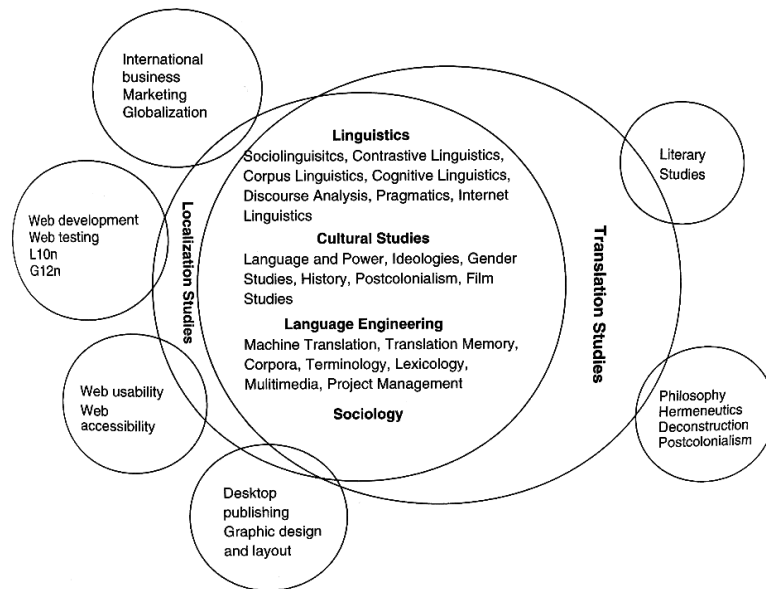 International
business
Marketing
Globalization
Linguistics
Sociolinguisitcs, Contrastive Linguistics,
Corpus Linguistics, Cognitive Linguistics,
Discourse Analysis, Pragmatics, Internet
Linguistics
Cultural Studies
Language and Power, Ideologies, Gender
Studies, History, Postcolonialism, Film
Studies
Language Engineering
Machine Translation, Translation Memory,
Corpora, Terminology, Lexicology,
Mulitimedia, Project Management
Sociology
Localization Studies
Translation Studies
Literary
Studies
Web development
Web testing
L10n
G12n
Web usability
Web
accessibility
Desktop
publishing
Graphic design
and layout
Philosophy
Hermeneutics
Deconstruction
Postcolonialism